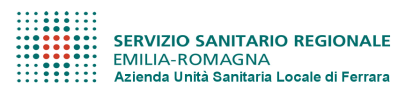 SERVIZIO SANITARIO REGIONALE
EMILIA-ROMAGNA
Azienda Unità Sanitaria Locale di Ferrara